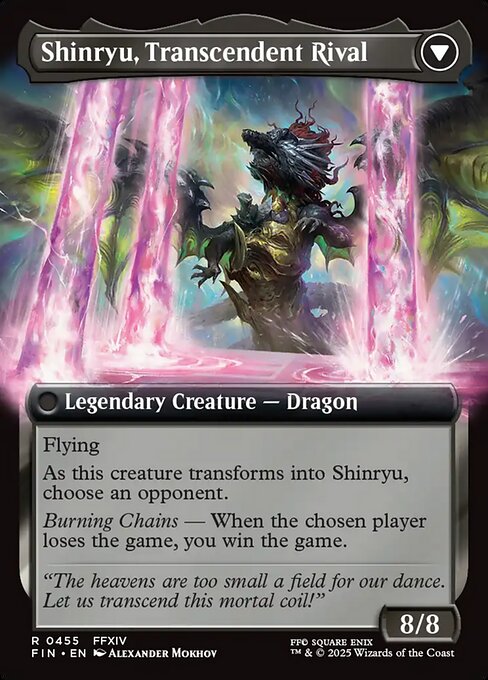 Shinryu, Transcendent Rival
Legendary Creature — Dragon
Flying
As this creature transforms into Shinryu,
choose an opponent.
Burning Chains — When the chosen player
loses the game, you win the game.
“The heavens are too small a field for our dance.
Let us transcend this mortal coil!”
8/8
R 0455 FFXIV
FIN • EN Alexander Mokhov
FF© SQUARE ENIX
™ & © 2025 Wizards of the Coast